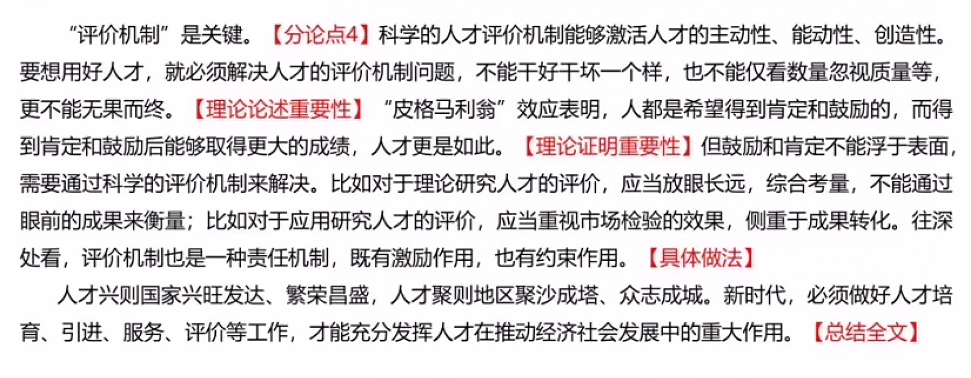 “评价机制”是关键。【分论点4】科学的人才评价机制能够激活人才的主动性、能动性、创造性。
要想用好人才，就必须解决人才的评价机制问题，不能干好干坏一个样，也不能仅看数量忽视质量等，
更不能无果而终。【理论论述重要性】“皮格马利翁”效应表明，人都是希望得到肯定和鼓励的，而得
到肯定和鼓励后能够取得更大的成绩，人才更是如此。【理论证明重要性】但鼓励和肯定不能浮于表面，
需要通过科学的评价机制来解决。比如对于理论研究人才的评价，应当放眼长远，综合考量，不能通过
眼前的成果来衡量；比如对于应用研究人才的评价，应当重视市场检验的效果，侧重于成果转化。往深
处看，评价机制也是一种责任机制，既有激励作用，也有约束作用。【具体做法】
人才兴则国家兴旺发达、繁荣昌盛，人才聚则地区聚沙成塔、众志成城。新时代，必须做好人才培
育、引进、服务、评价等工作，才能充分发挥人才在推动经济社会发展中的重大作用。【总结全文】